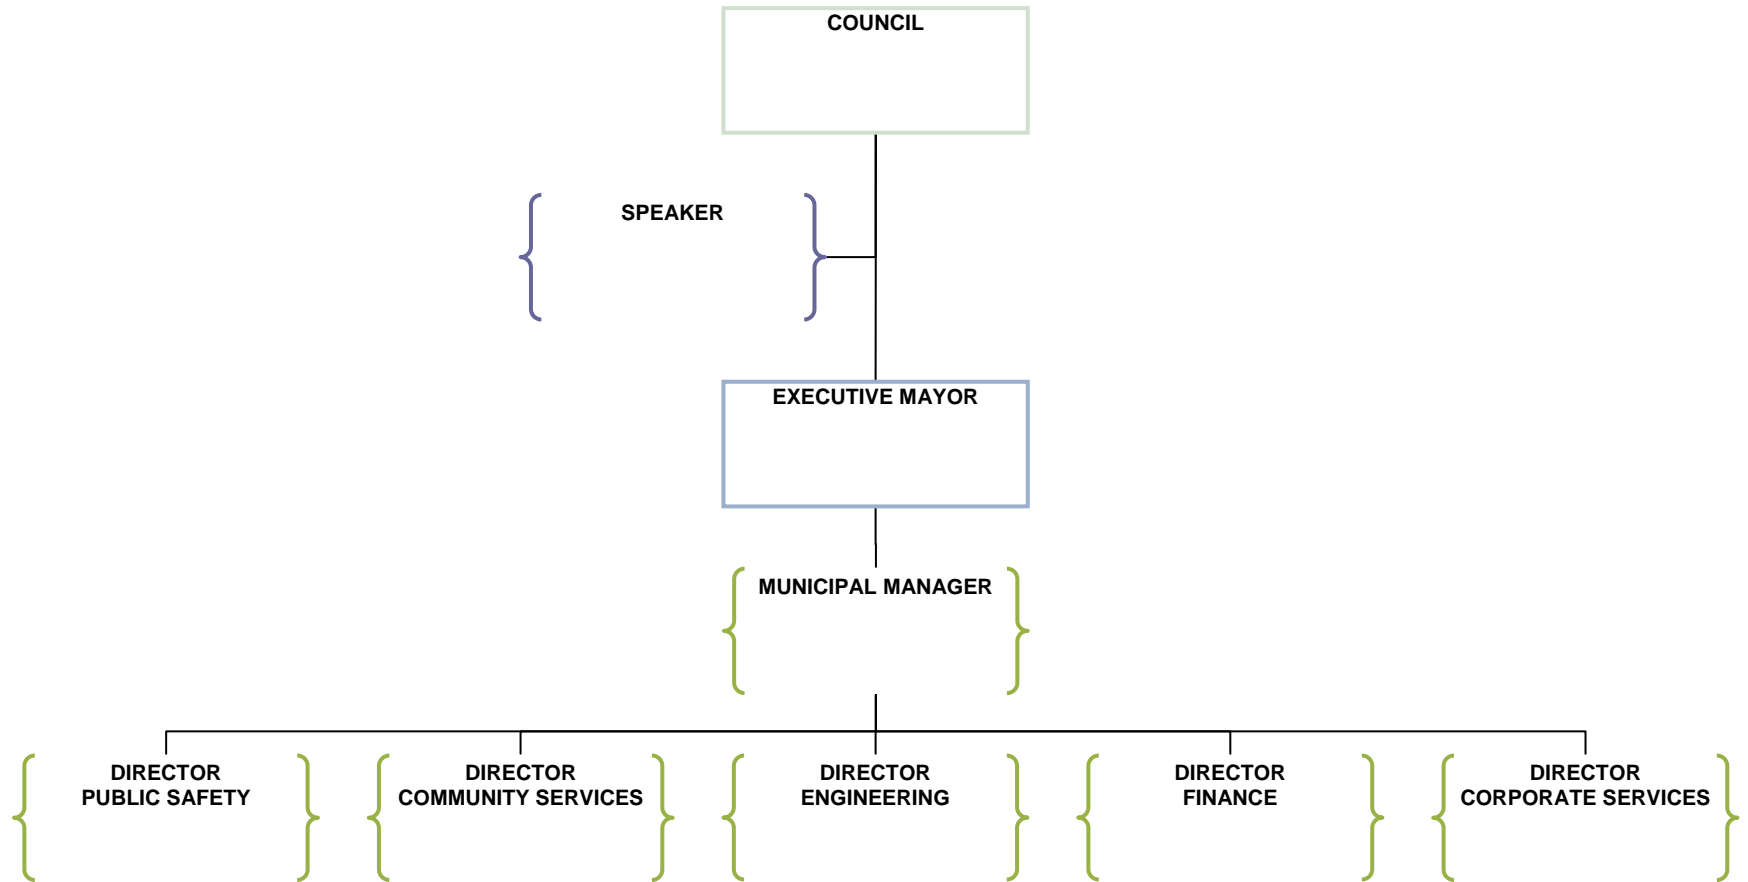 COUNCIL
SPEAKER
EXECUTIVE MAYOR
MUNICIPAL MANAGER
DIRECTOR
PUBLIC SAFETY
DIRECTOR
COMMUNITY SERVICES
DIRECTOR
ENGINEERING
DIRECTOR
FINANCE
DIRECTOR
CORPORATE SERVICES